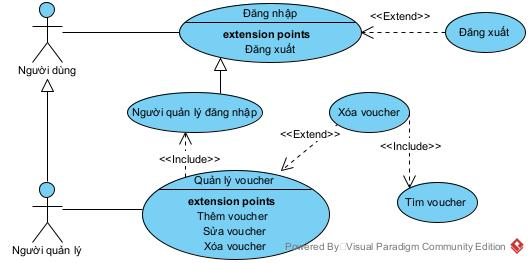 Đăng nhập
<<Extend>>
extension points
Đăng xuất
Đăng xuất
Người dùng
Người quản lý đăng nhập
Xóa voucher
<<Extend>>
<<Include>>
<<Include>>
Quản lý voucher
extension points
Thêm voucher
Sửa voucher
Xóa voucher
Tìm voucher
Người quản lý
Powered By Visual Paradigm Community Edition